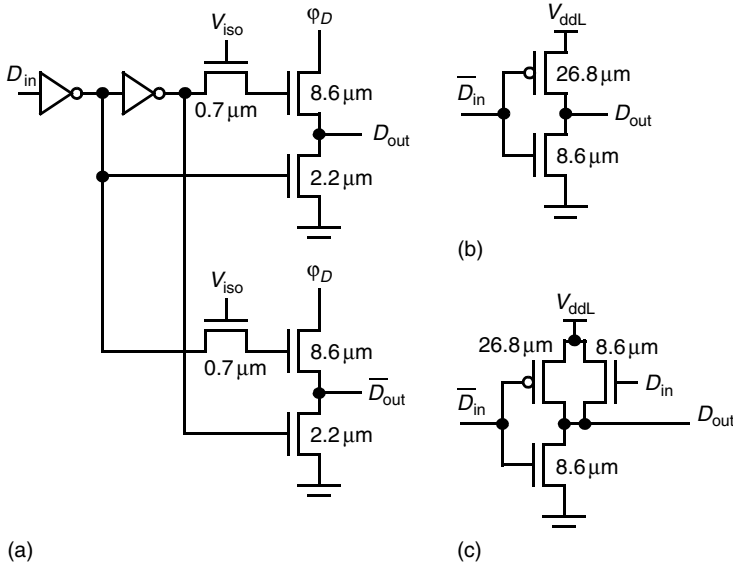 V_iso
φ_D
D_in
8.6 μm
0.7 μm
D_out
2.2 μm
V_iso
φ_D
8.6 μm
0.7 μm
D̅_out
2.2 μm
(a)
V_ddL
26.8 μm
D̅_in
D_out
8.6 μm
(b)
V_ddL
26.8 μm
8.6 μm
D̅_in
D_in
D_out
8.6 μm
(c)